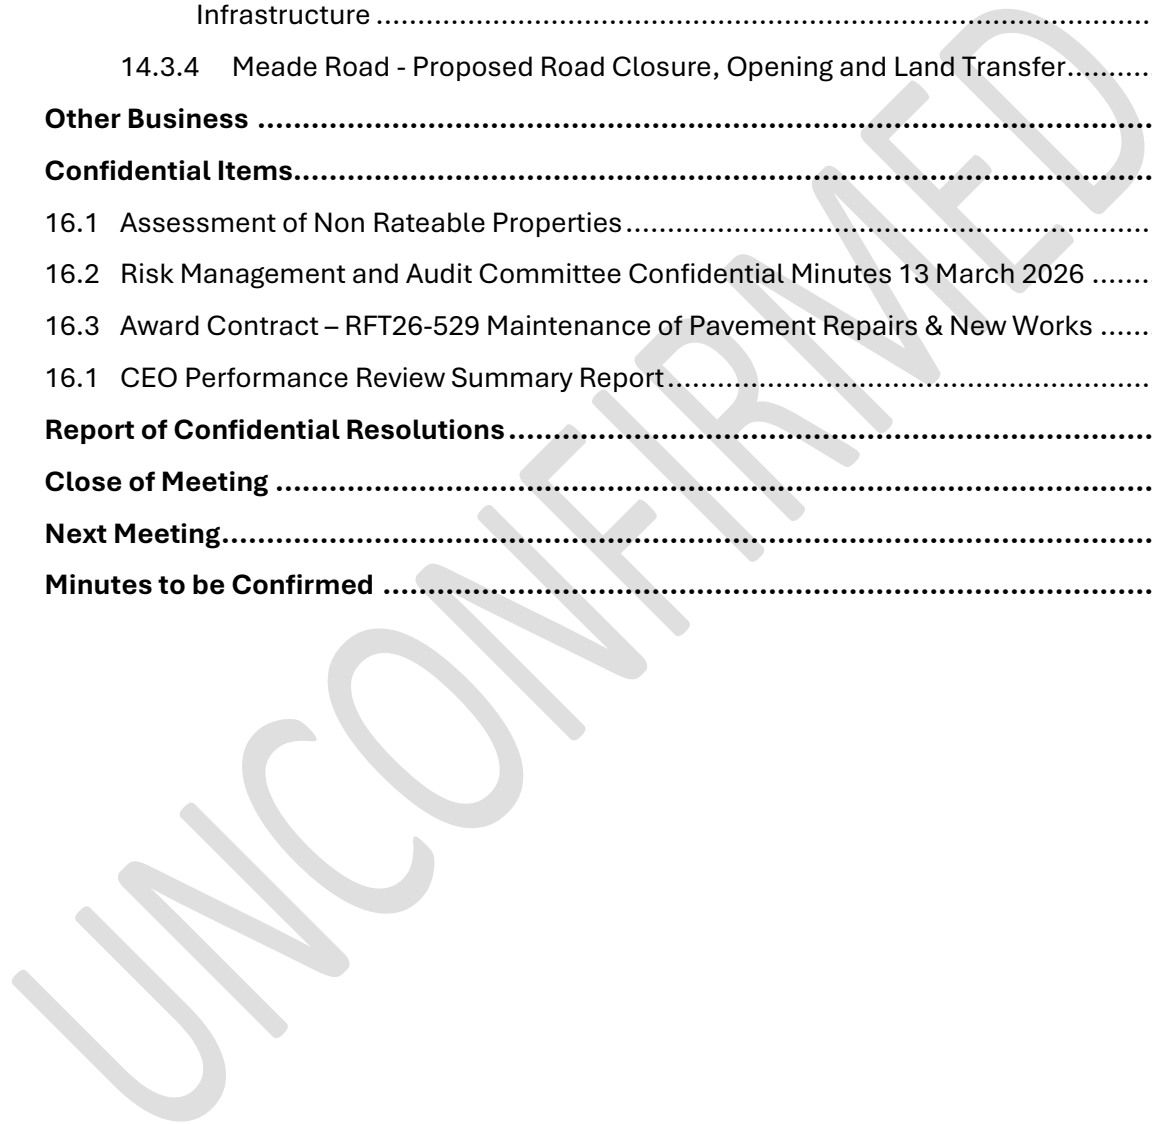 Infrastructure ..........................................................................................
14.3.4 Meade Road - Proposed Road Closure, Opening and Land Transfer..........
Other Business ..........................................................................................
Confidential Items..........................................................................................
16.1 Assessment of Non Rateable Properties............................................................
16.2 Risk Management and Audit Committee Confidential Minutes 13 March 2026 .......
16.3 Award Contract – RFT26-529 Maintenance of Pavement Repairs & New Works ......
16.1 CEO Performance Review Summary Report.......................................................
Report of Confidential Resolutions.....................................................................
Close of Meeting ..........................................................................................
Next Meeting..........................................................................................
Minutes to be Confirmed ................................................................................
UNCONFIRMED